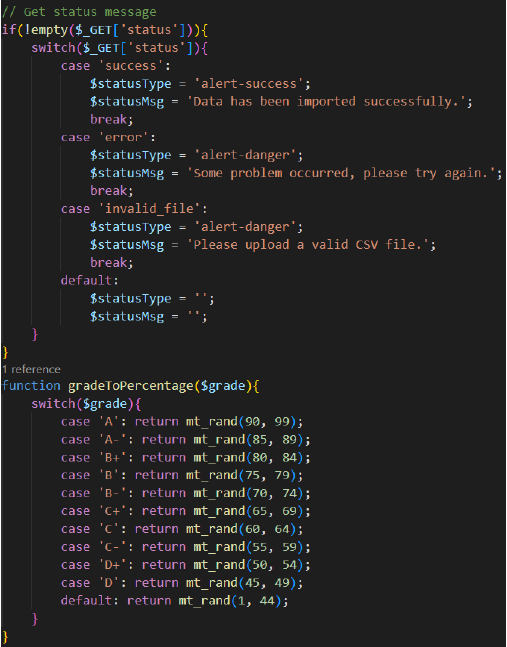 // Get status message
if(!empty($_GET['status'])){
    switch($_GET['status']){
        case 'success':
            $statusType = 'alert-success';
            $statusMsg = 'Data has been imported successfully.';
            break;
        case 'error':
            $statusType = 'alert-danger';
            $statusMsg = 'Some problem occurred, please try again.';
            break;
        case 'invalid_file':
            $statusType = 'alert-danger';
            $statusMsg = 'Please upload a valid CSV file.';
            break;
        default:
            $statusType = '';
            $statusMsg = '';
    }
}
1 reference
function gradeToPercentage($grade){
    switch($grade){
        case 'A': return mt_rand(90, 99);
        case 'A-': return mt_rand(85, 89);
        case 'B+': return mt_rand(80, 84);
        case 'B': return mt_rand(75, 79);
        case 'B-': return mt_rand(70, 74);
        case 'C+': return mt_rand(65, 69);
        case 'C': return mt_rand(60, 64);
        case 'C-': return mt_rand(55, 59);
        case 'D+': return mt_rand(50, 54);
        case 'D': return mt_rand(45, 49);
        default: return mt_rand(1, 44);
    }
}